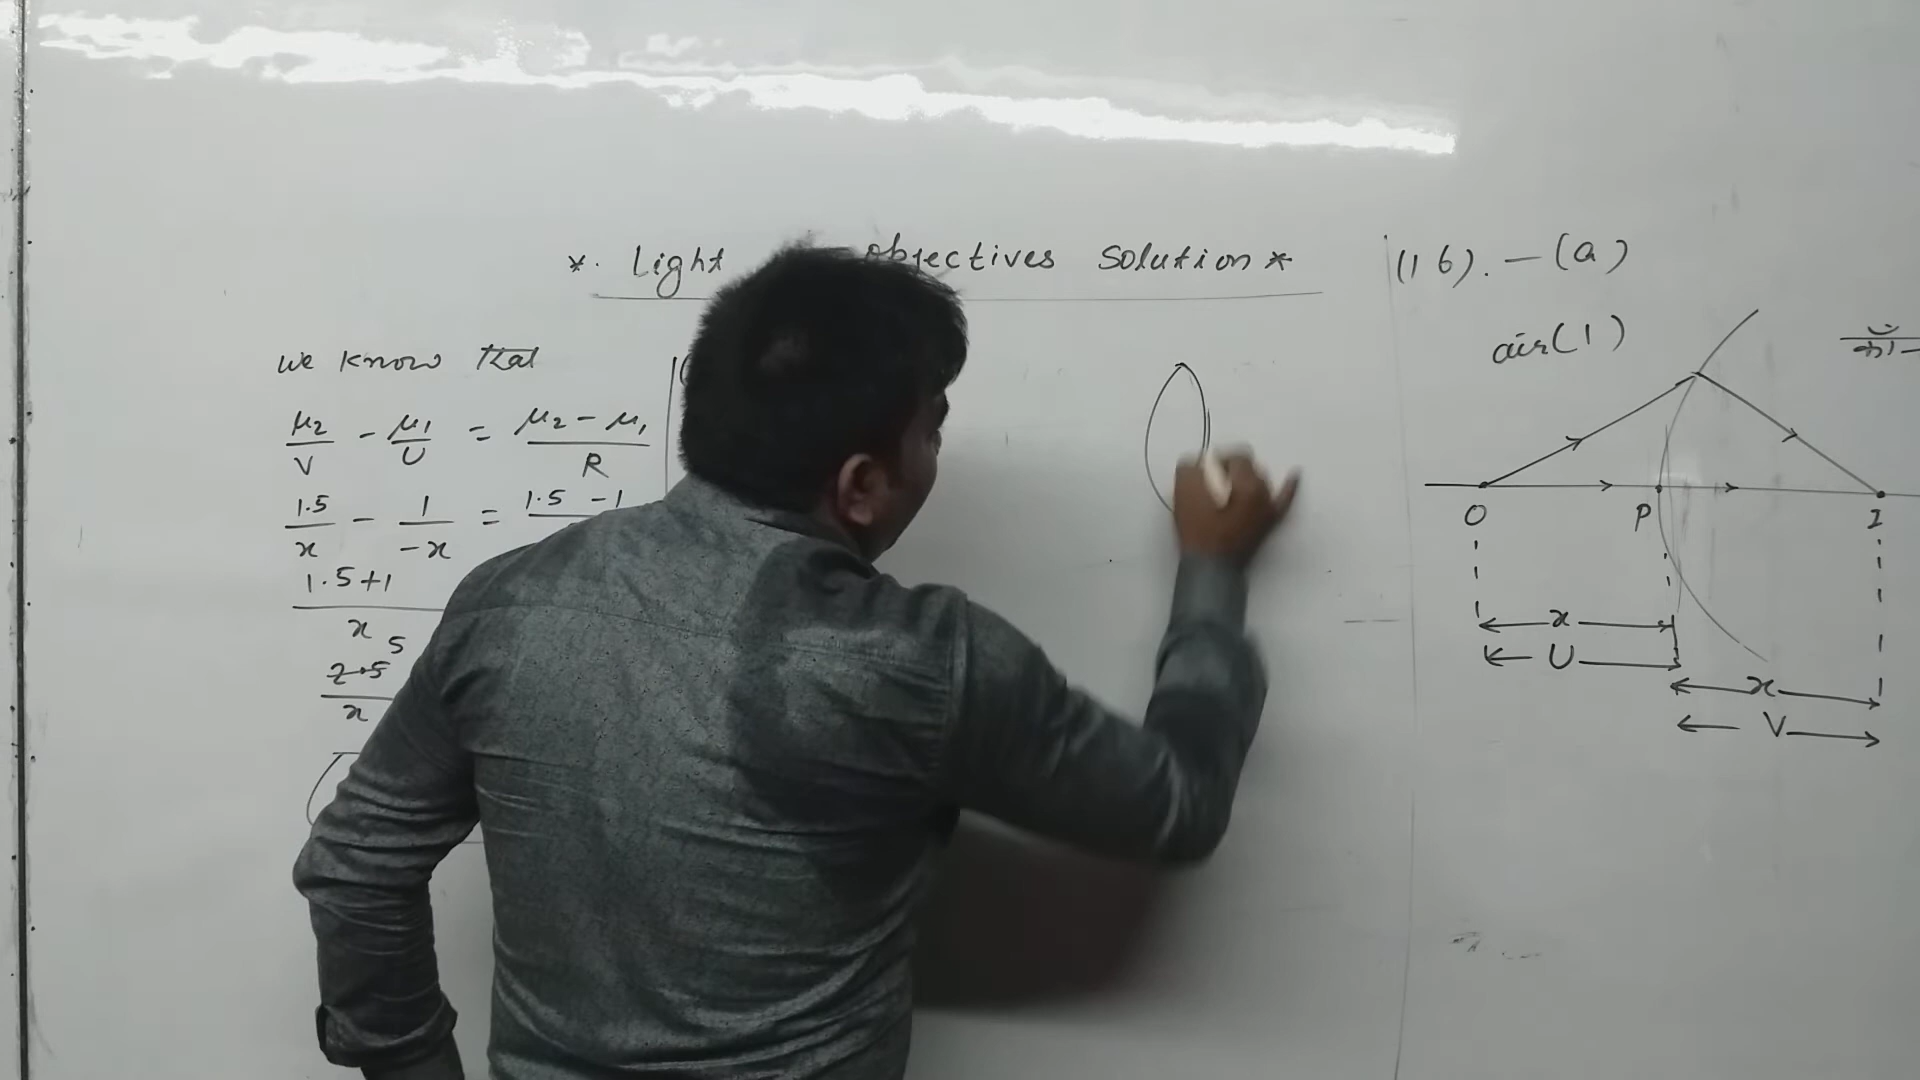 *. Light objectives Solution *
we know that
μ2/V - μ1/U = μ2 - μ1/R
1.5/x - 1/-x = 1.5 - 1
1.5+1
x
5
2.5
x
(16). - (a)
air(1)
O P I
x
U
x
V